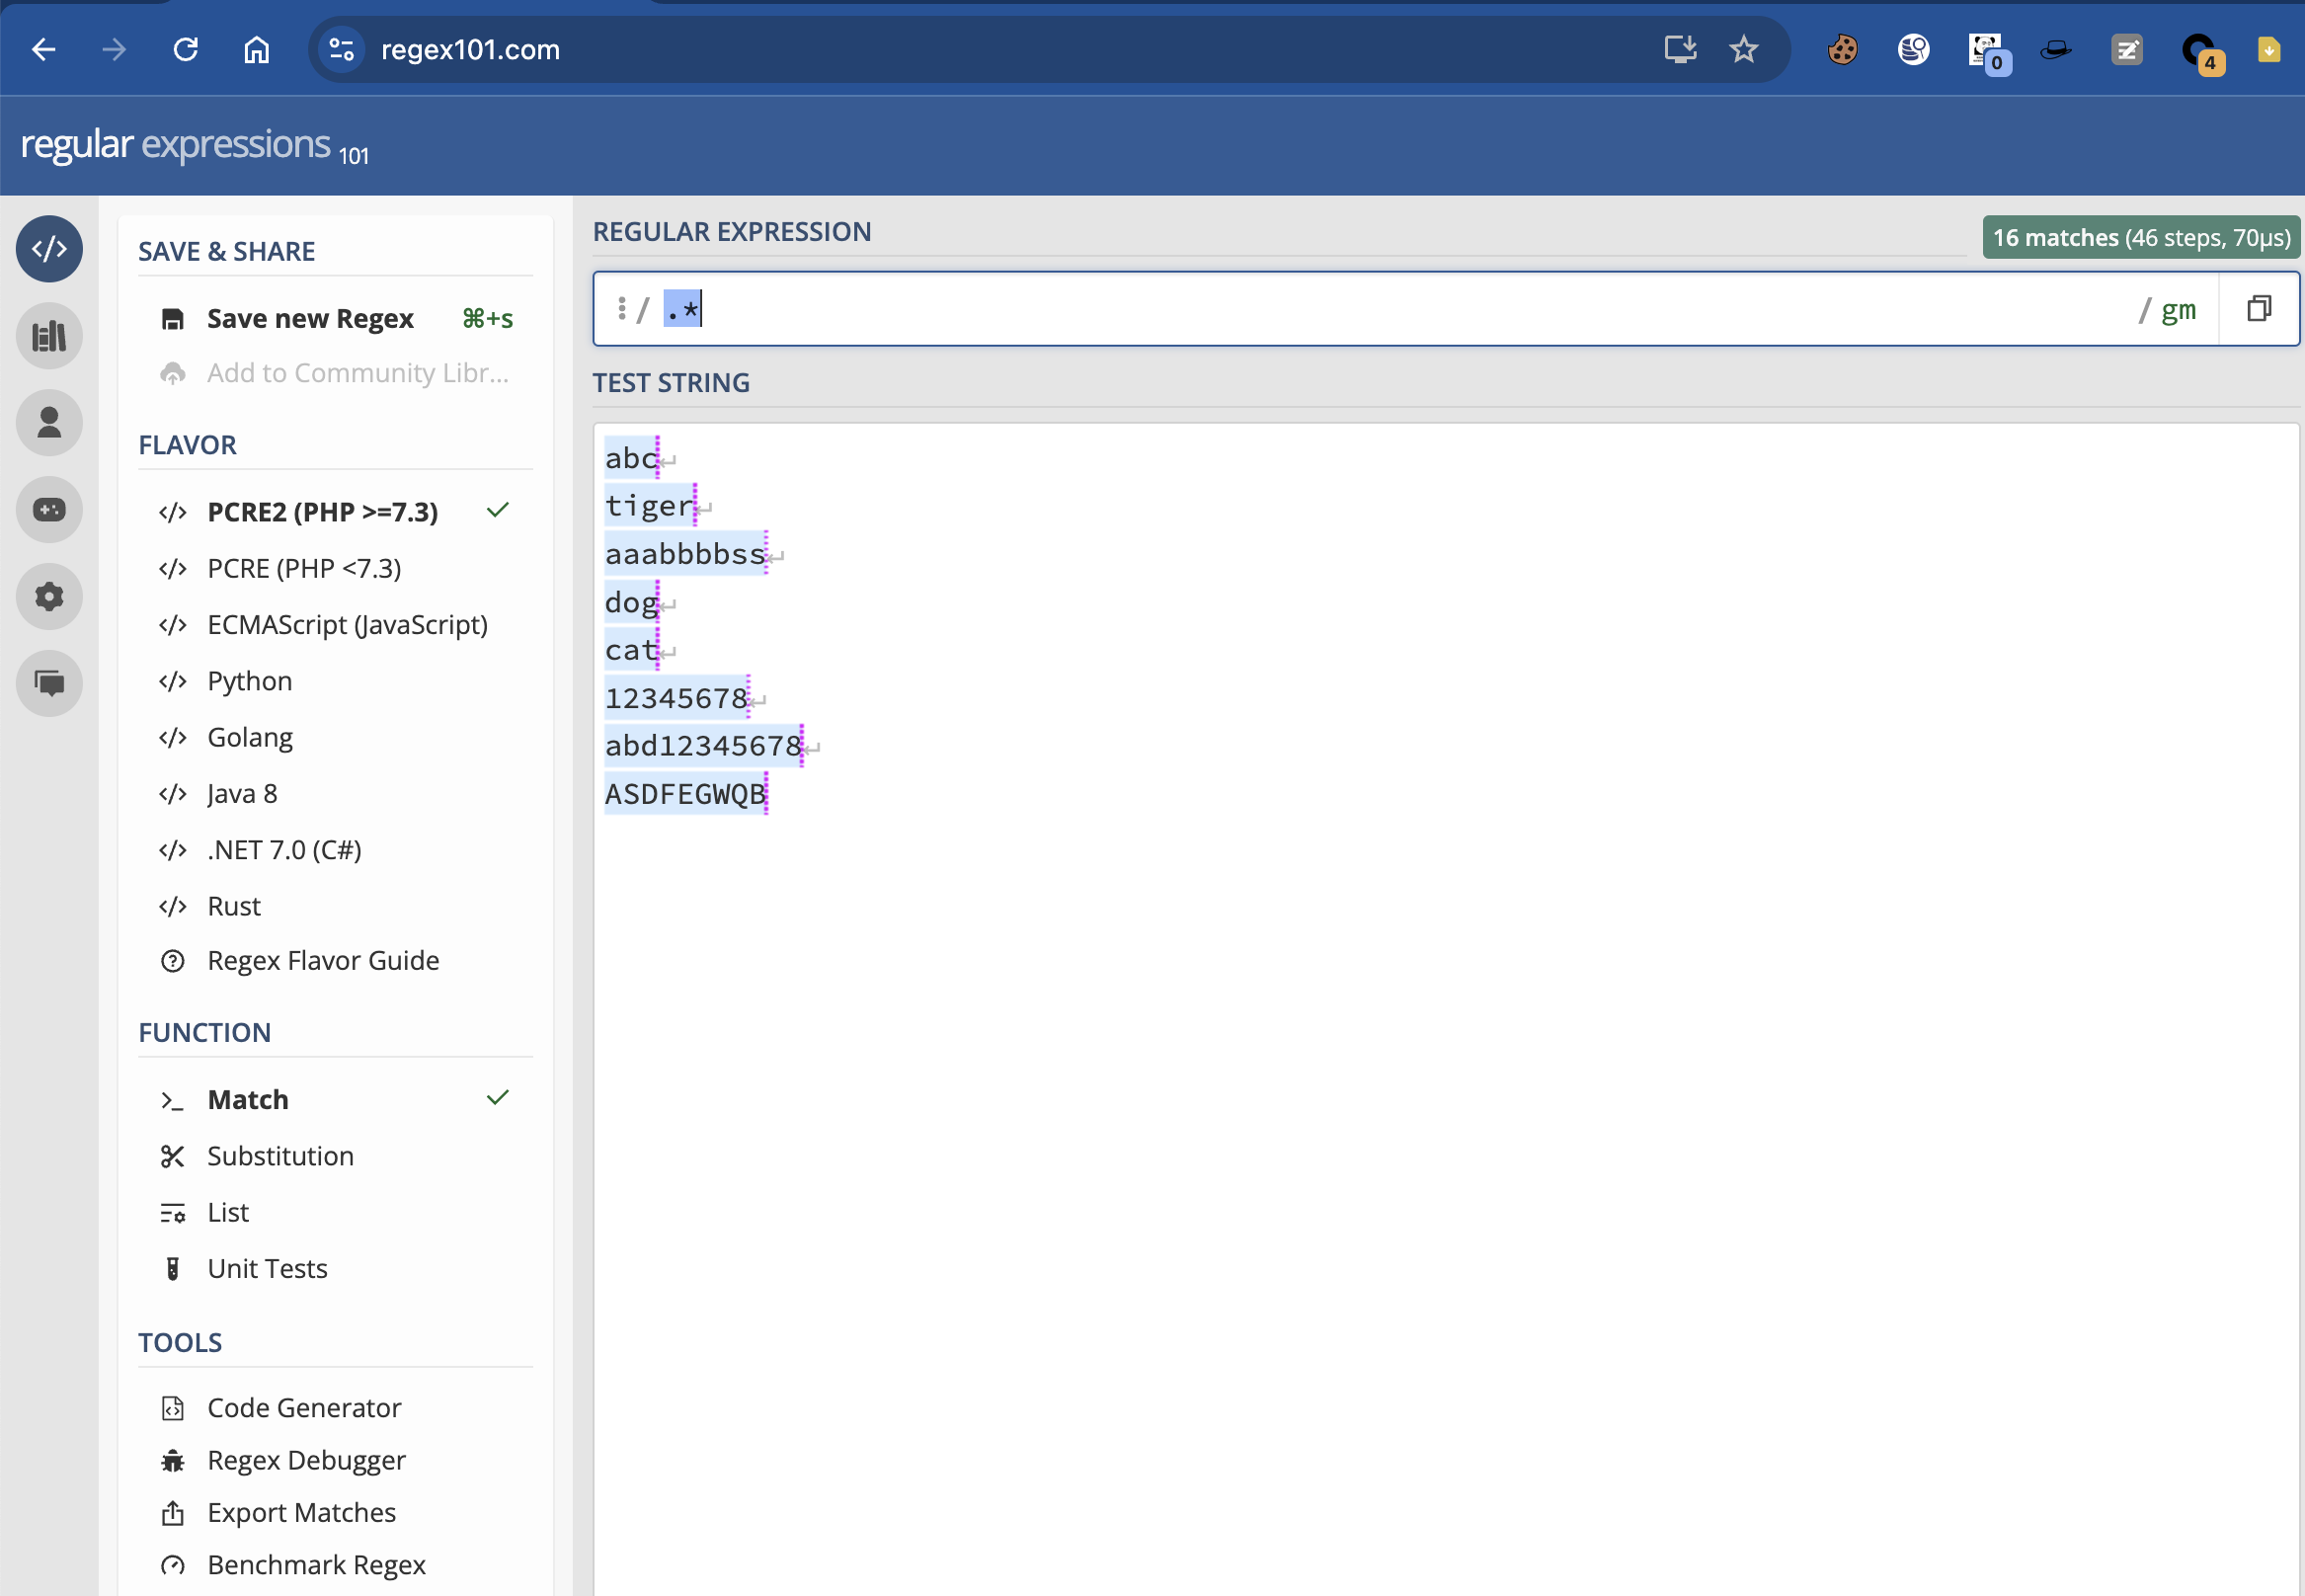 regex101.com
0
4
regular expressions 101
SAVE & SHARE
Save new Regex ⌘+s
Add to Community Libr...
FLAVOR
PCRE2 (PHP >=7.3)
PCRE (PHP <7.3)
ECMAScript (JavaScript)
Python
Golang
Java 8
.NET 7.0 (C#)
Rust
Regex Flavor Guide
FUNCTION
Match
Substitution
List
Unit Tests
TOOLS
Code Generator
Regex Debugger
Export Matches
Benchmark Regex
REGULAR EXPRESSION
16 matches (46 steps, 70µs)
/ .* / gm
TEST STRING
abc
tiger
aaabbbbss
dog
cat
12345678
abd12345678
ASDFEGWQB